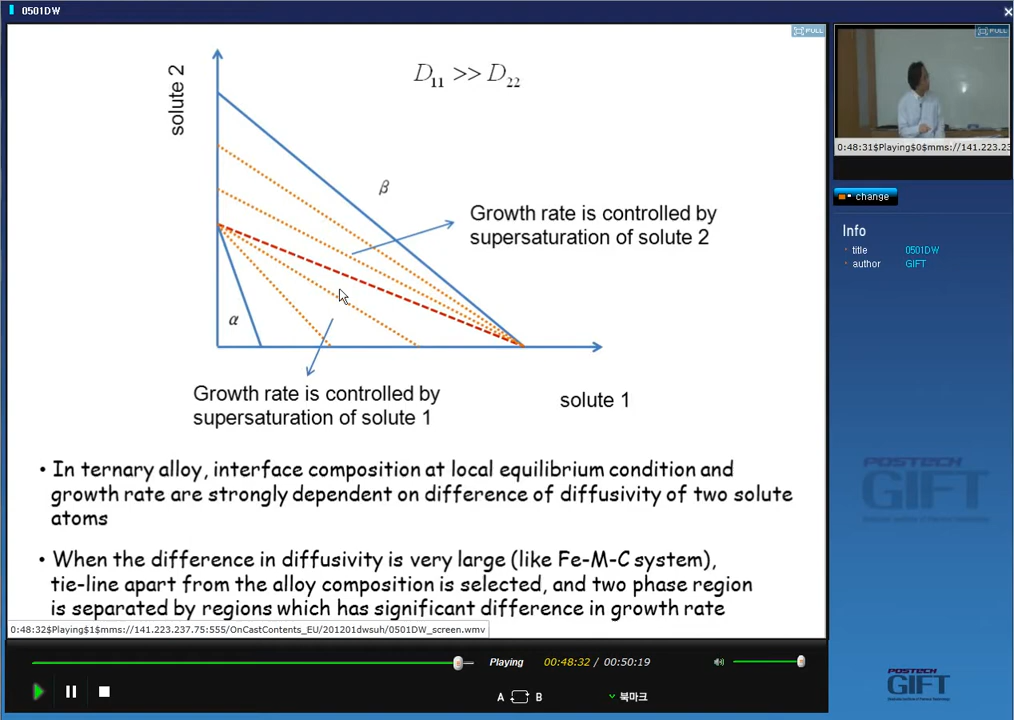 0501DW
FULL
solute 2
D11 >> D22
β
Growth rate is controlled by
supersaturation of solute 2
α
Growth rate is controlled by
supersaturation of solute 1
solute 1
• In ternary alloy, interface composition at local equilibrium condition and
growth rate are strongly dependent on difference of diffusivity of two solute
atoms
• When the difference in diffusivity is very large (like Fe-M-C system),
tie-line apart from the alloy composition is selected, and two phase region
is separated by regions which has significant difference in growth rate
0:48:32$Playing$1$mms://141.223.237.75:555/OnCastContents_EU/201201dwsuh/0501DW_screen.wmv
FULL
0:48:31$Playing$0$mms://141.223.23
change
Info
title 0501DW
author GIFT
POSTECH
GIFT
Playing 00:48:32 / 00:50:19
A B 북마크
POSTECH
GIFT